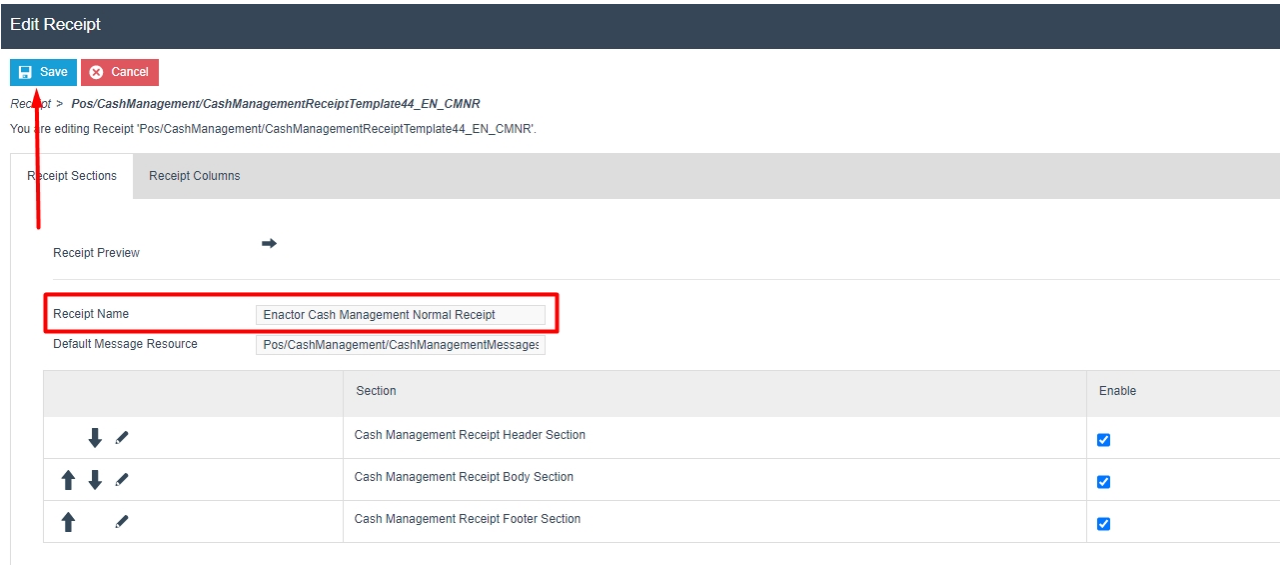 Edit Receipt
Save Cancel
Receipt > Pos/CashManagement/CashManagementReceiptTemplate44_EN_CMNR
You are editing Receipt 'Pos/CashManagement/CashManagementReceiptTemplate44_EN_CMNR'.
Receipt Sections Receipt Columns
Receipt Preview
Receipt Name Enactor Cash Management Normal Receipt
Default Message Resource Pos/CashManagement/CashManagementMessages
Section Enable
Cash Management Receipt Header Section
Cash Management Receipt Body Section
Cash Management Receipt Footer Section